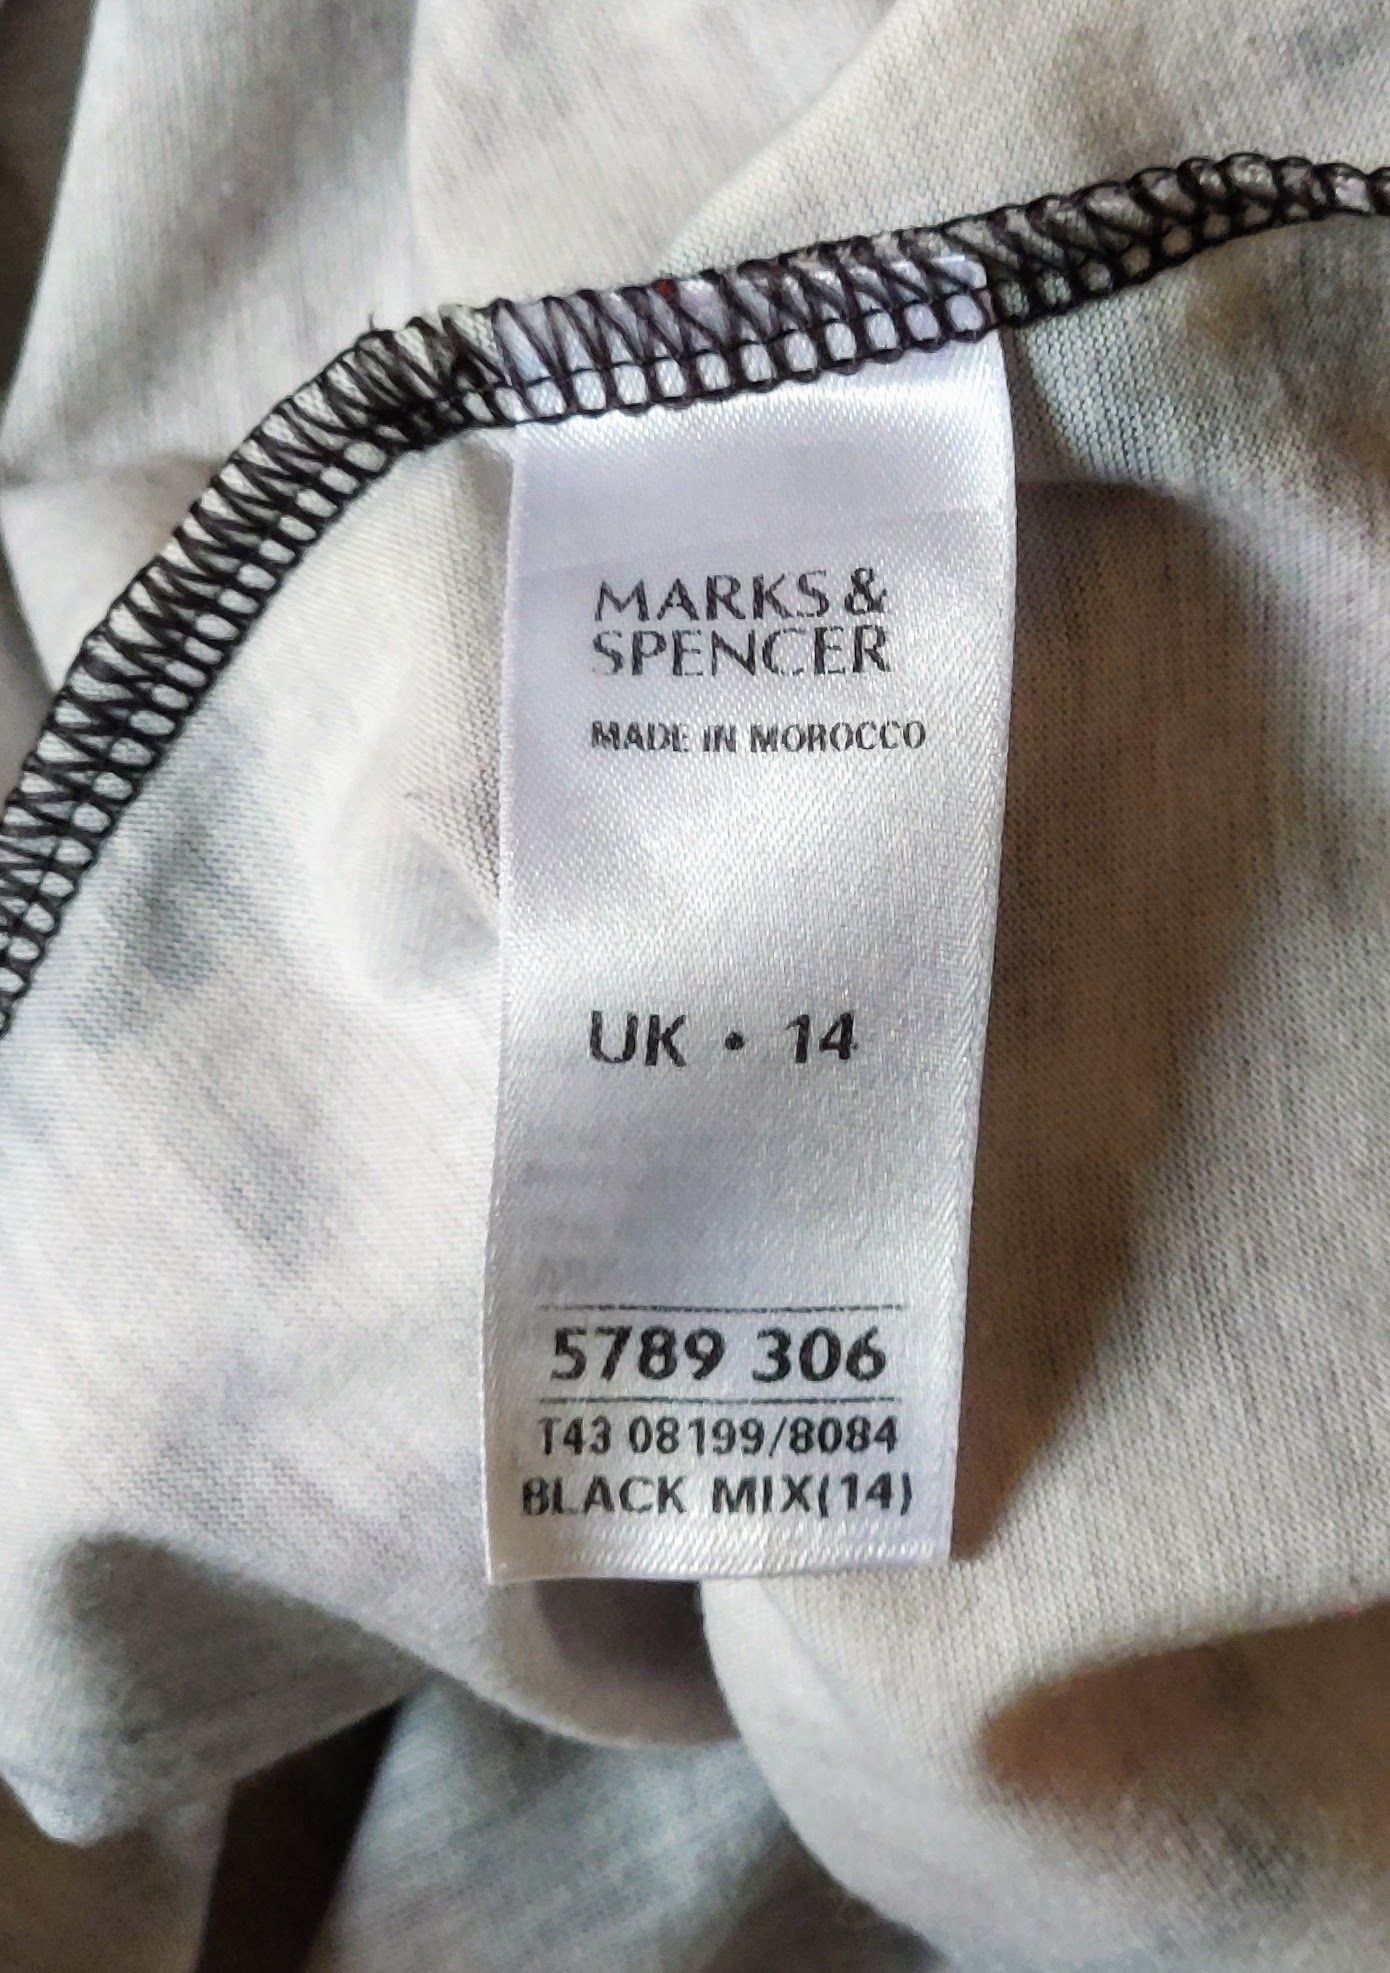 MARKS &
SPENCER
MADE IN MOROCCO
UK • 14
5789 306
T43 08199/8084
BLACK MIX(14)